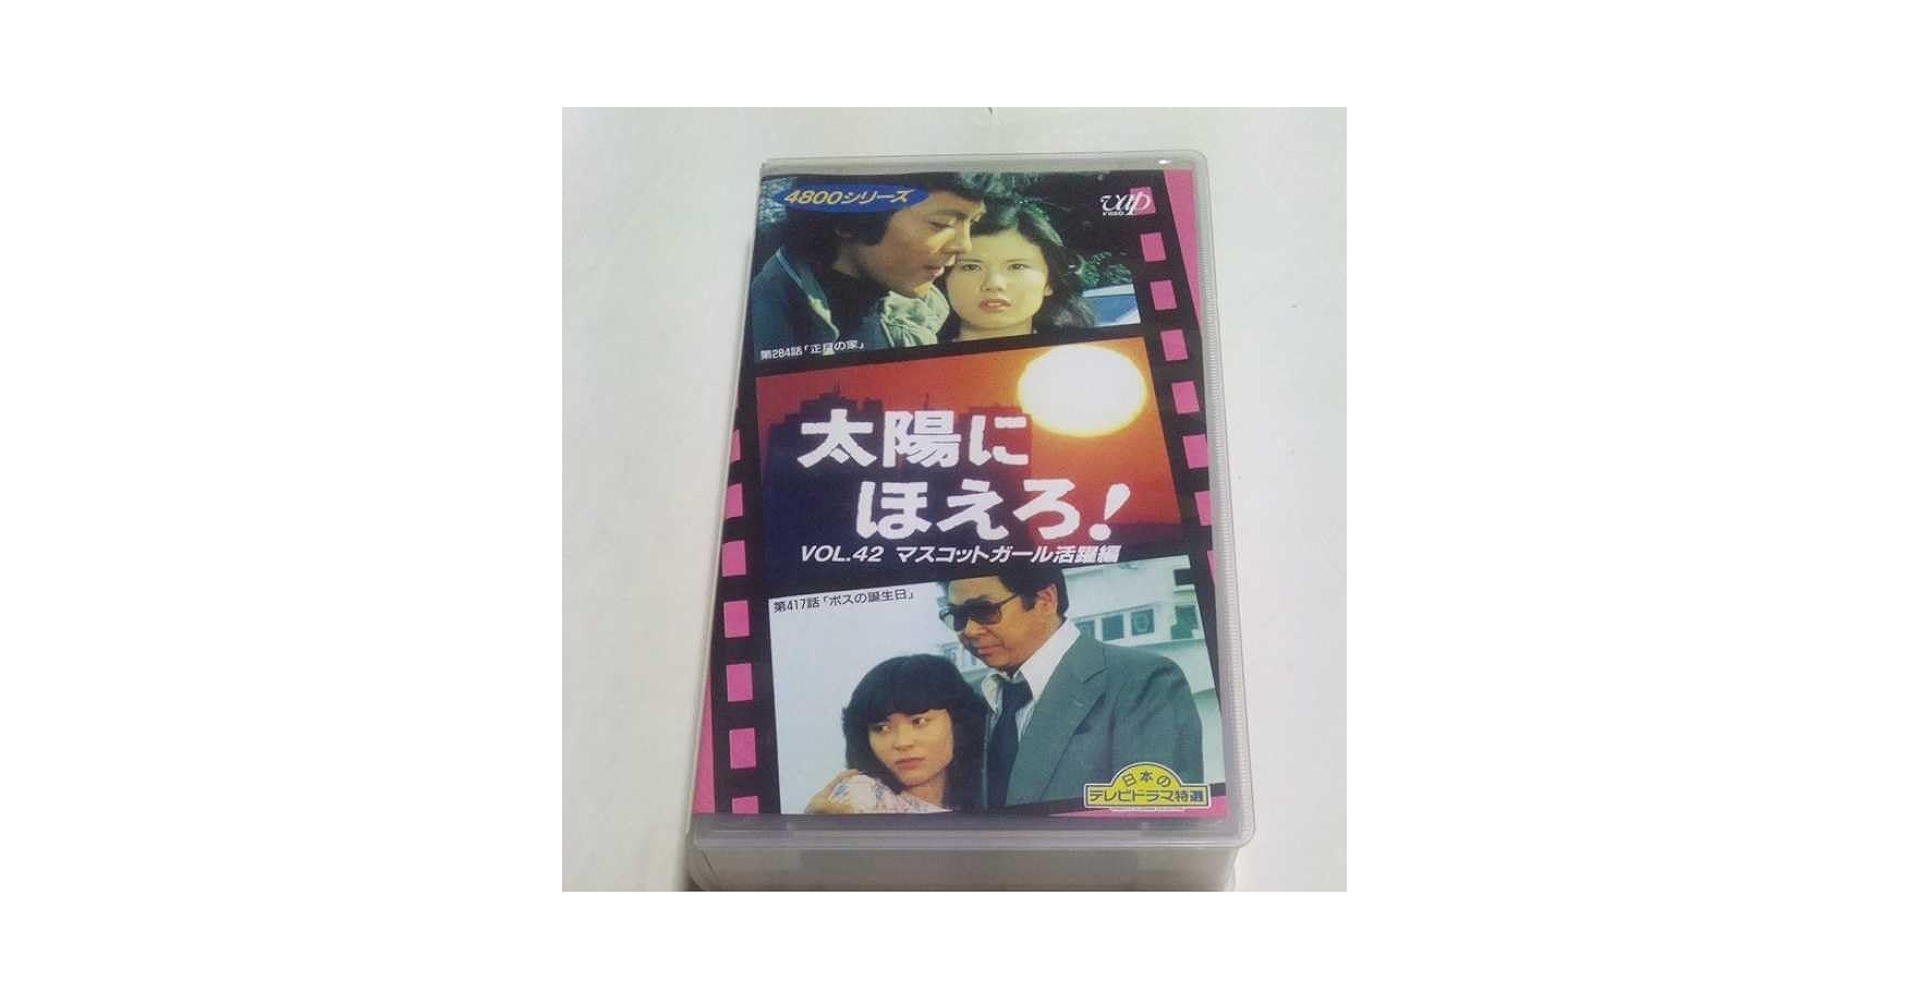 4800シリーズ
vap
VIDEO
第284話「正月の家」
太陽に
ほえろ!
VOL.42 マスコットガール活躍編
第417話「ボスの誕生日」
日本の
テレビドラマ特選